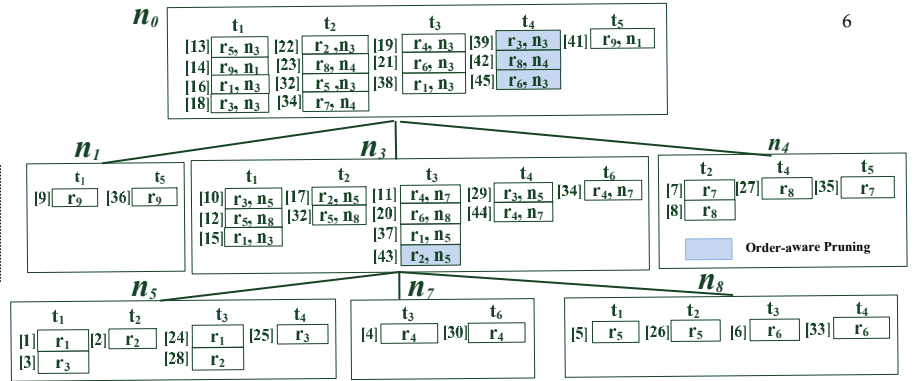 6
n0
t1 t2 t3 t4 t5
[13] r5, n3 [22] r2, n3 [19] r4, n3 [39] r3, n3 [41] r9, n1
[14] r9, n1 [23] r8, n4 [21] r6, n3 [42] r8, n4
[16] r1, n3 [32] r5, n3 [38] r1, n3 [45] r6, n3
[18] r3, n3 [34] r7, n4
n1 n3 n4
t1 t5
[9] r9 [36] r9
t1 t2 t3 t4 t6
[10] r3, n5 [17] r2, n5 [11] r4, n7 [29] r3, n5 [34] r4, n7
[12] r5, n8 [32] r5, n8 [20] r6, n8 [44] r4, n7
[15] r1, n3 [37] r1, n5
[43] r2, n5
t2 t4 t5
[7] r7 [27] r8 [35] r7
[8] r8
Order-aware Pruning
n5 n7 n8
t1 t2 t3 t4
[1] r1 [2] r2 [24] r1 [25] r3
[3] r3 [28] r2
t3 t6
[4] r4 [30] r4
t1 t2 t3 t4
[5] r5 [26] r5 [6] r6 [33] r6